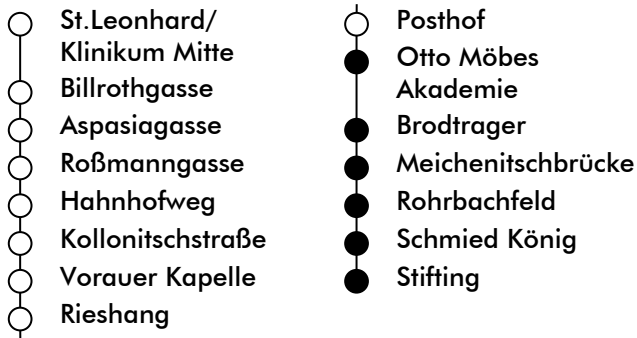 St.Leonhard/
Klinikum Mitte
Billrothgasse
Aspasiagasse
Roßmanngasse
Hahnhofweg
Kollonitschstraße
Vorauer Kapelle
Rieshang
Posthof
Otto Möbes
Akademie
Brodtrager
Meichenitschbrücke
Rohrbachfeld
Schmied König
Stifting